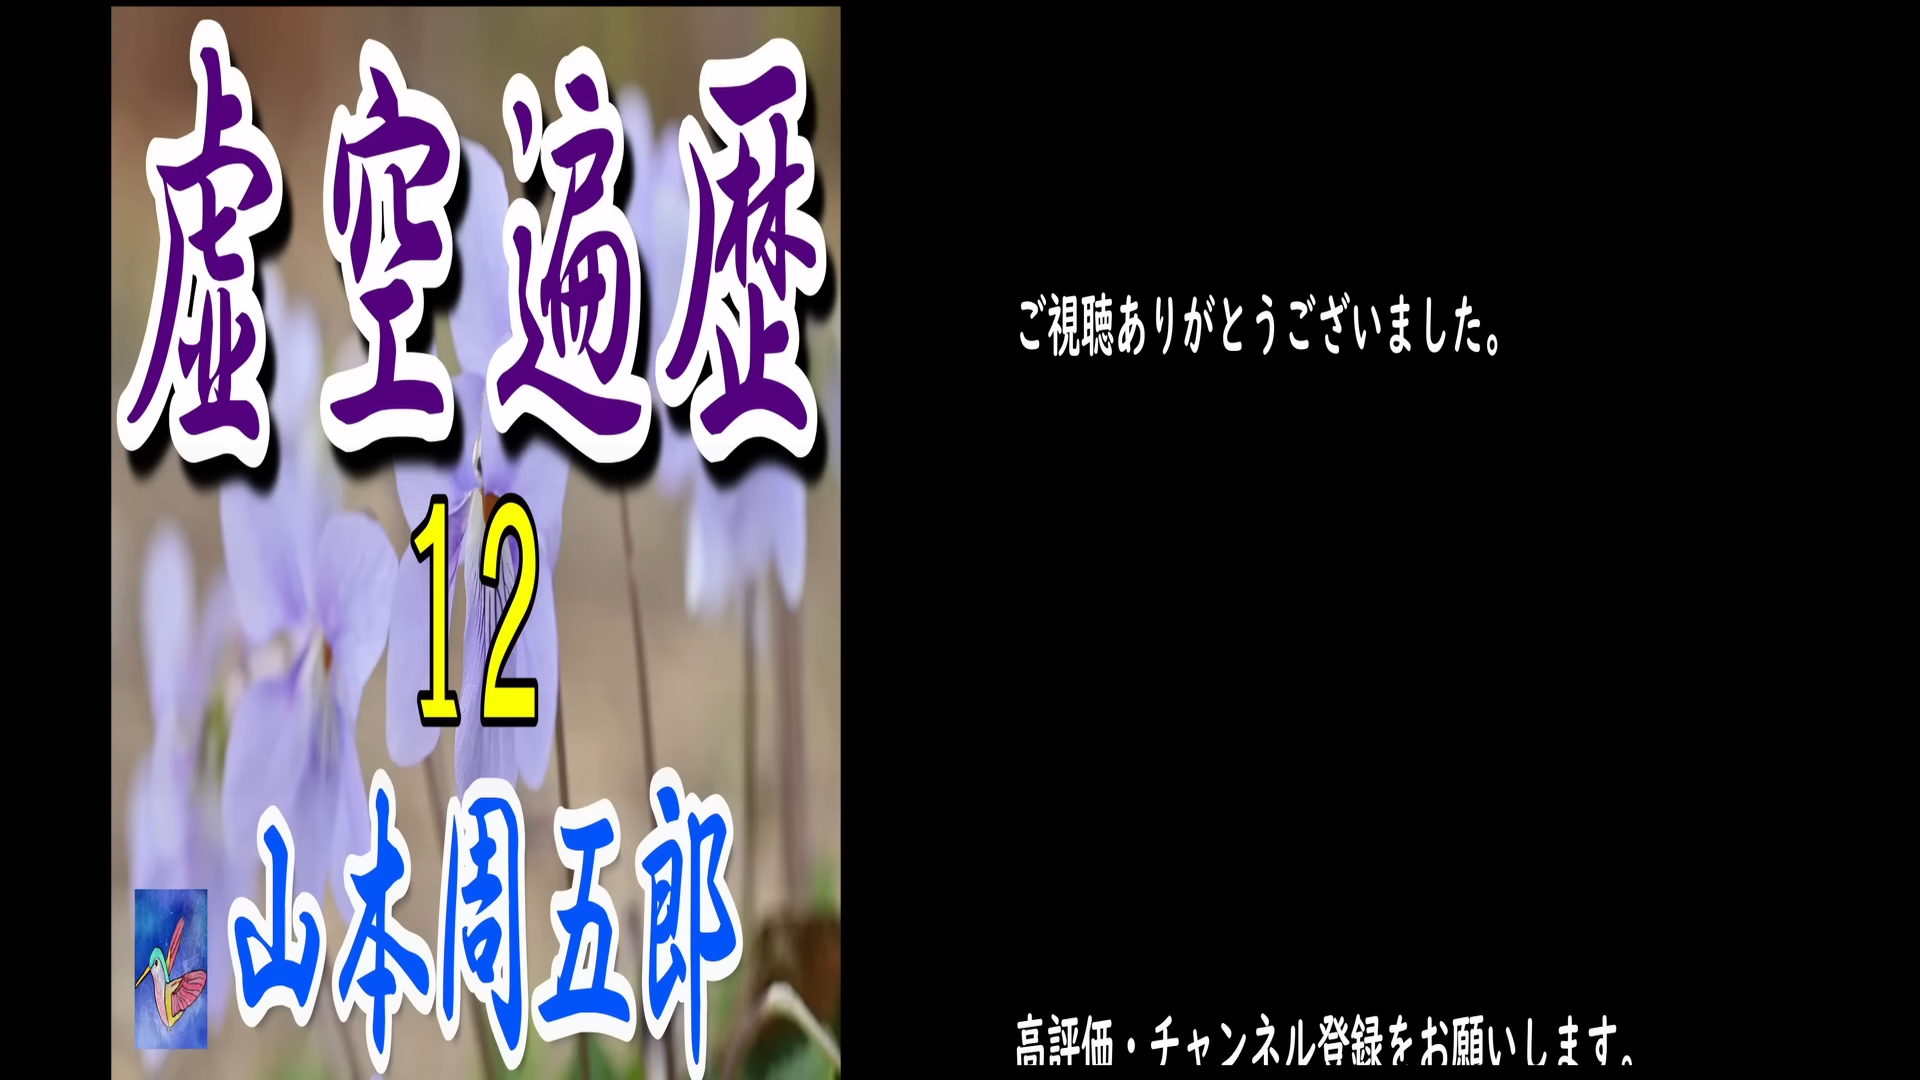 虚空遍歴
12
山本周五郎
ご視聴ありがとうございました。
高評価・チャンネル登録をお願いします。